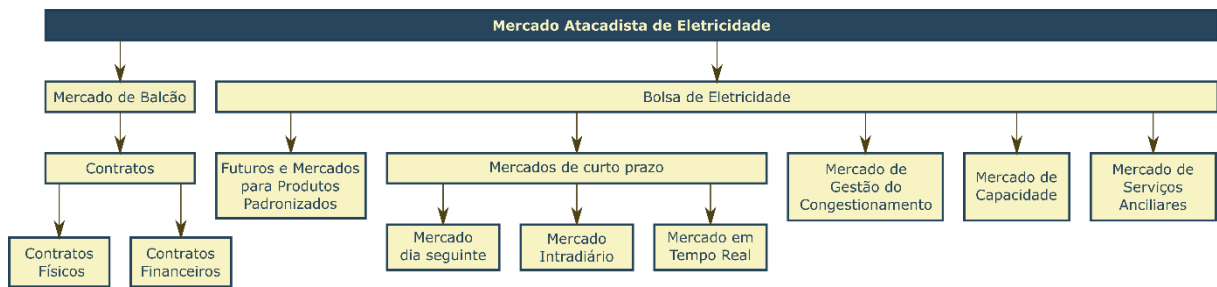 Mercado Atacadista de Eletricidade
Mercado de Balcão
Bolsa de Eletricidade
Contratos
Futuros e Mercados
para Produtos
Padronizados
Mercados de curto prazo
Mercado de
Gestão do
Congestionamento
Mercado de
Capacidade
Mercado de
Serviços
Anciliares
Contratos
Físicos
Contratos
Financeiros
Mercado
dia seguinte
Mercado
Intradiário
Mercado em
Tempo Real